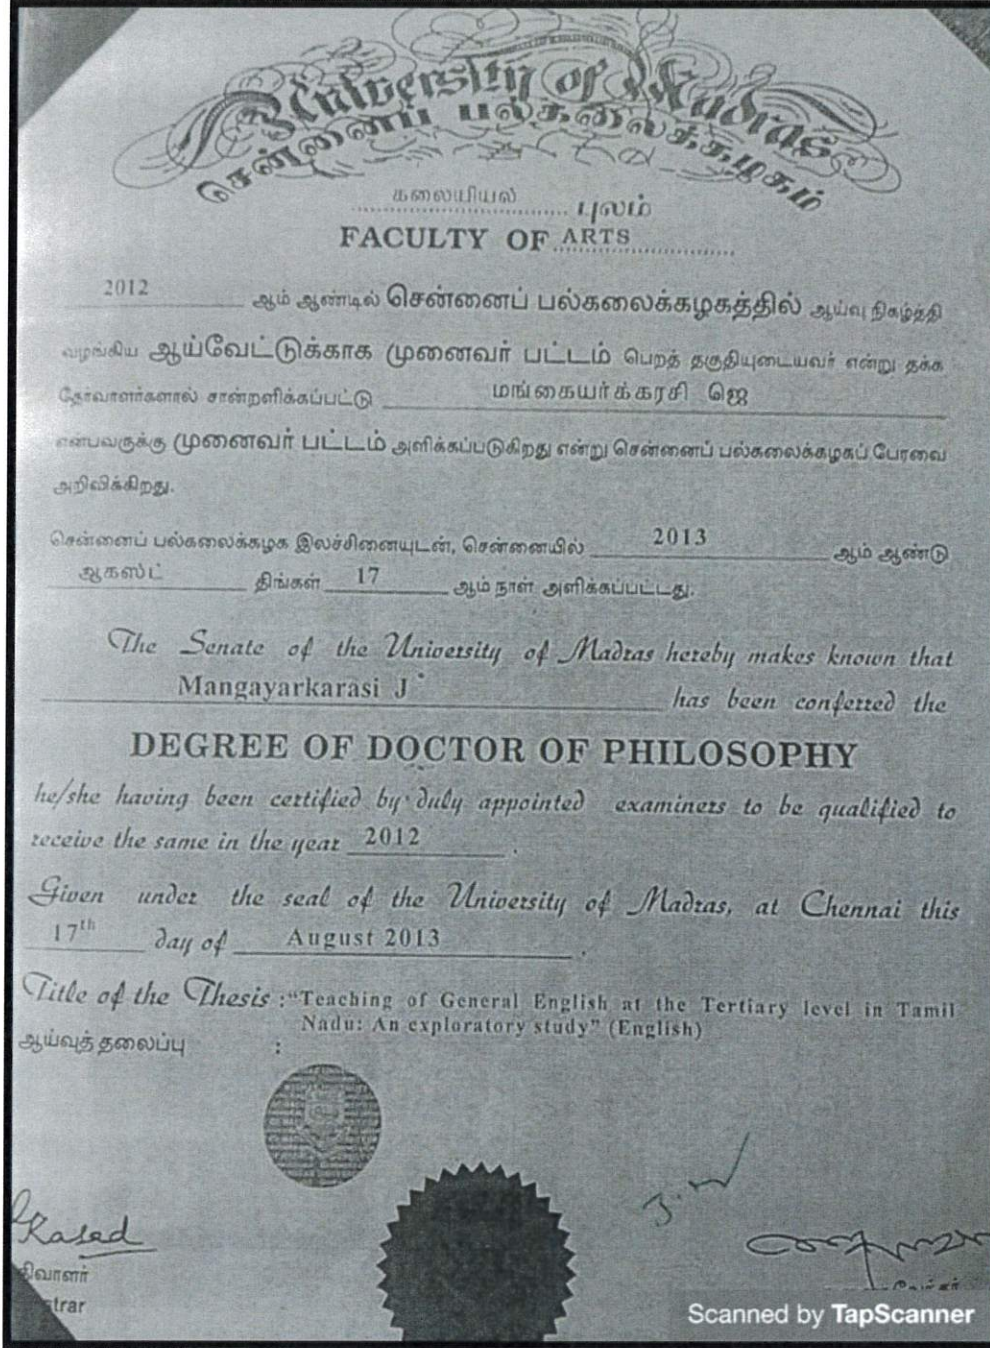 University of Madras
சென்னைப் பல்கலைக்கழகம்
கலையியல் புலம்
FACULTY OF ARTS
2012 ஆம் ஆண்டில் சென்னைப் பல்கலைக்கழகத்தில் ஆய்வு நிகழ்த்தி
வழங்கிய ஆய்வேட்டுக்காக முனைவர் பட்டம் பெறத் தகுதியுடையவர் என்று தக்க
தேர்வாளர்களால் சான்றளிக்கப்பட்டு மங்கையர்க்கரசி ஜெ
என்பவருக்கு முனைவர் பட்டம் அளிக்கப்படுகிறது என்று சென்னைப் பல்கலைக்கழகப் பேரவை
அறிவிக்கிறது.
சென்னைப் பல்கலைக்கழக இலச்சினையுடன், சென்னையில் 2013 ஆம் ஆண்டு
ஆகஸ்ட் திங்கள் 17 ஆம் நாள் அளிக்கப்பட்டது.
The Senate of the University of Madras hereby makes known that
Mangayarkarasi J has been conferred the
DEGREE OF DOCTOR OF PHILOSOPHY
he/she having been certified by duly appointed examiners to be qualified to
receive the same in the year 2012.
Given under the seal of the University of Madras, at Chennai this
17th day of August 2013.
Title of the Thesis : "Teaching of General English at the Tertiary level in Tamil
Nadu: An exploratory study" (English)
ஆய்வுத் தலைப்பு :
Scanned by TapScanner